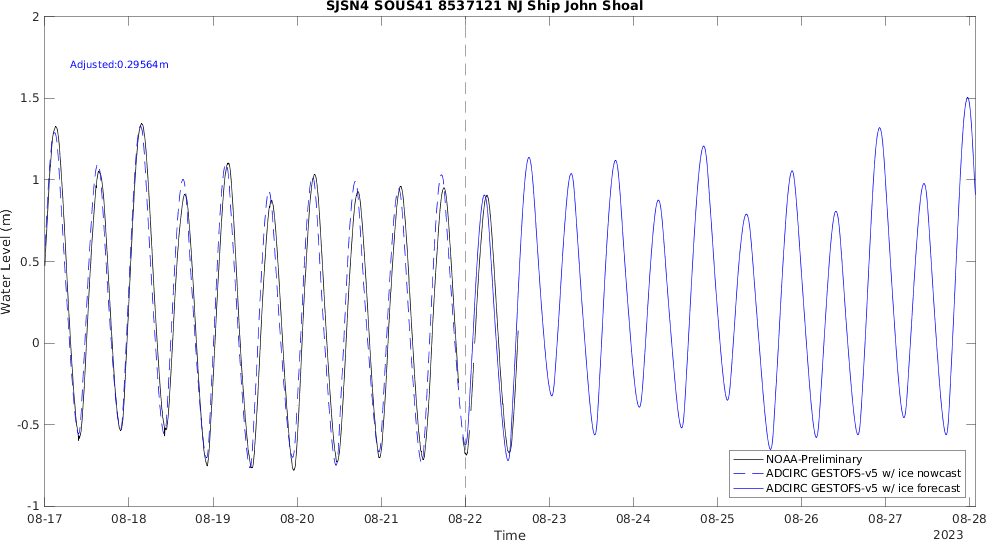 SJSN4 SOUS41 8537121 NJ Ship John Shoal
2
Adjusted:0.29564m
1.5
1
0.5
0
-0.5
-1
Water Level (m)
NOAA-Preliminary
ADCIRC GESTOFS-v5 w/ ice nowcast
ADCIRC GESTOFS-v5 w/ ice forecast
08-17 08-18 08-19 08-20 08-21 08-22 08-23 08-24 08-25 08-26 08-27 08-28
Time
2023